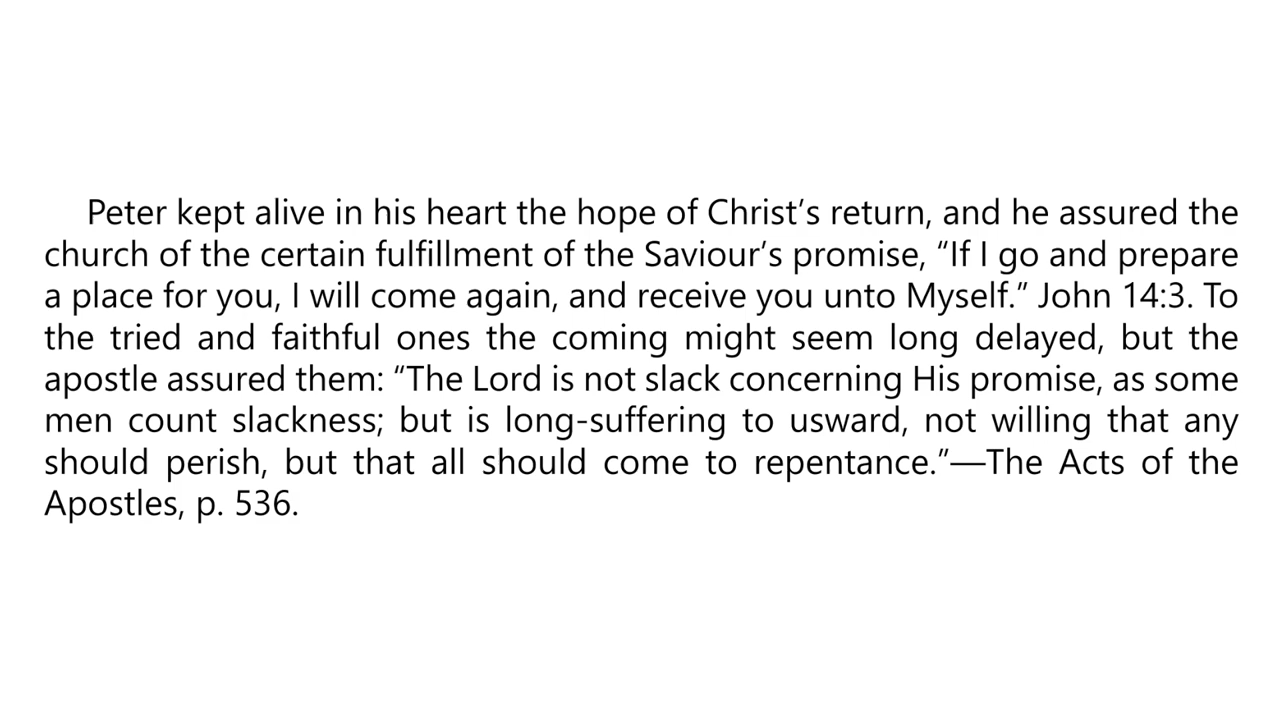 Peter kept alive in his heart the hope of Christ’s return, and he assured the
church of the certain fulfillment of the Saviour’s promise, “If I go and prepare
a place for you, I will come again, and receive you unto Myself.” John 14:3. To
the tried and faithful ones the coming might seem long delayed, but the
apostle assured them: “The Lord is not slack concerning His promise, as some
men count slackness; but is long-suffering to usward, not willing that any
should perish, but that all should come to repentance.”—The Acts of the
Apostles, p. 536.